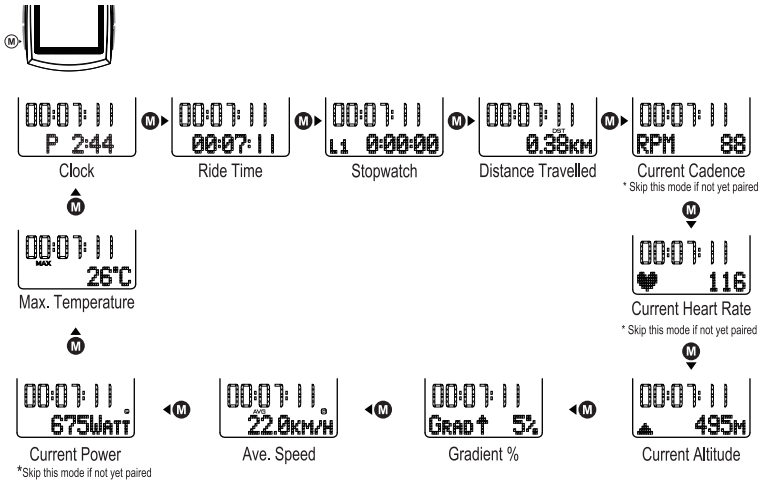 M
00:07:11 M 00:07:11 M 00:07:11 M 00:07:11 M 00:07:11
P 2:44 00:07:11 L1 0:00:00 DST 0.38KM RPM 88
Clock Ride Time Stopwatch Distance Travelled Current Cadence
* Skip this mode if not yet paired
M M
00:07:11 00:07:11
MAX 26°C 116
Max. Temperature Current Heart Rate
* Skip this mode if not yet paired
M M
00:07:11 M 00:07:11 M 00:07:11 M 00:07:11
675WATT AVG 22.0KM/H GRAD 5% 495M
Current Power Ave. Speed Gradient % Current Altitude
*Skip this mode if not yet paired